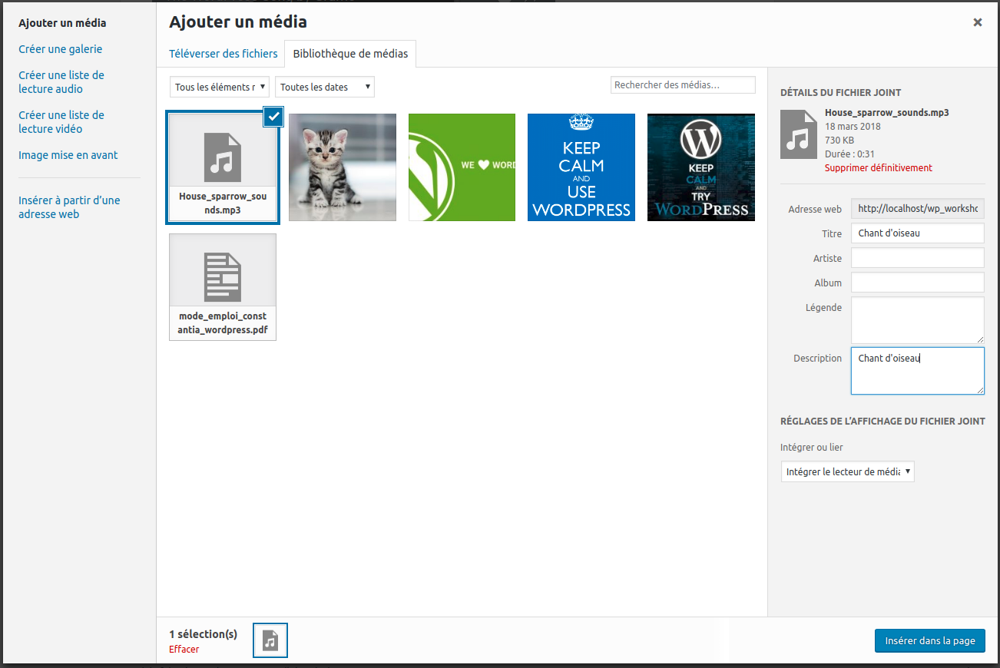 Ajouter un média
Créer une galerie
Créer une liste de
lecture audio
Créer une liste de
lecture vidéo
Image mise en avant
Insérer à partir d’une
adresse web
Ajouter un média
Téléverser des fichiers
Bibliothèque de médias
Tous les éléments r
Toutes les dates
Rechercher des médias…
House_sparrow_sou
nds.mp3
WE ♥ WORD
KEEP
CALM
AND
USE
WORDPRESS
W
KEEP
CALM
AND
TRY
WORDPRESS
mode_emploi_const
antia_wordpress.pdf
DÉTAILS DU FICHIER JOINT
House_sparrow_sounds.mp3
18 mars 2018
730 KB
Durée : 0:31
Supprimer définitivement
Adresse web
http://localhost/wp_worksho
Titre
Chant d'oiseau
Artiste
Album
Légende
Description
Chant d'oiseau
RÉGLAGES DE L’AFFICHAGE DU FICHIER JOINT
Intégrer ou lier
Intégrer le lecteur de média
1 sélection(s)
Effacer
Insérer dans la page